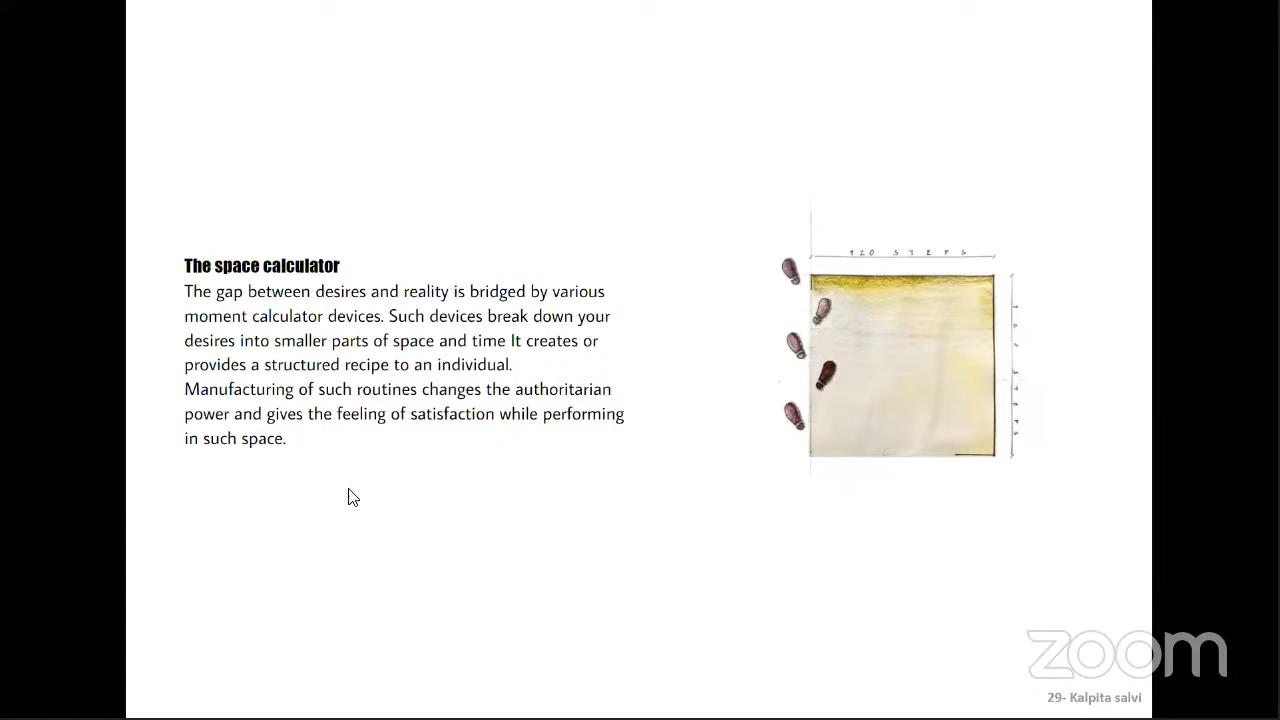 The space calculator
The gap between desires and reality is bridged by various
moment calculator devices. Such devices break down your
desires into smaller parts of space and time It creates or
provides a structured recipe to an individual.
Manufacturing of such routines changes the authoritarian
power and gives the feeling of satisfaction while performing
in such space.
120 STEPS
zoom
29- Kalpita salvi